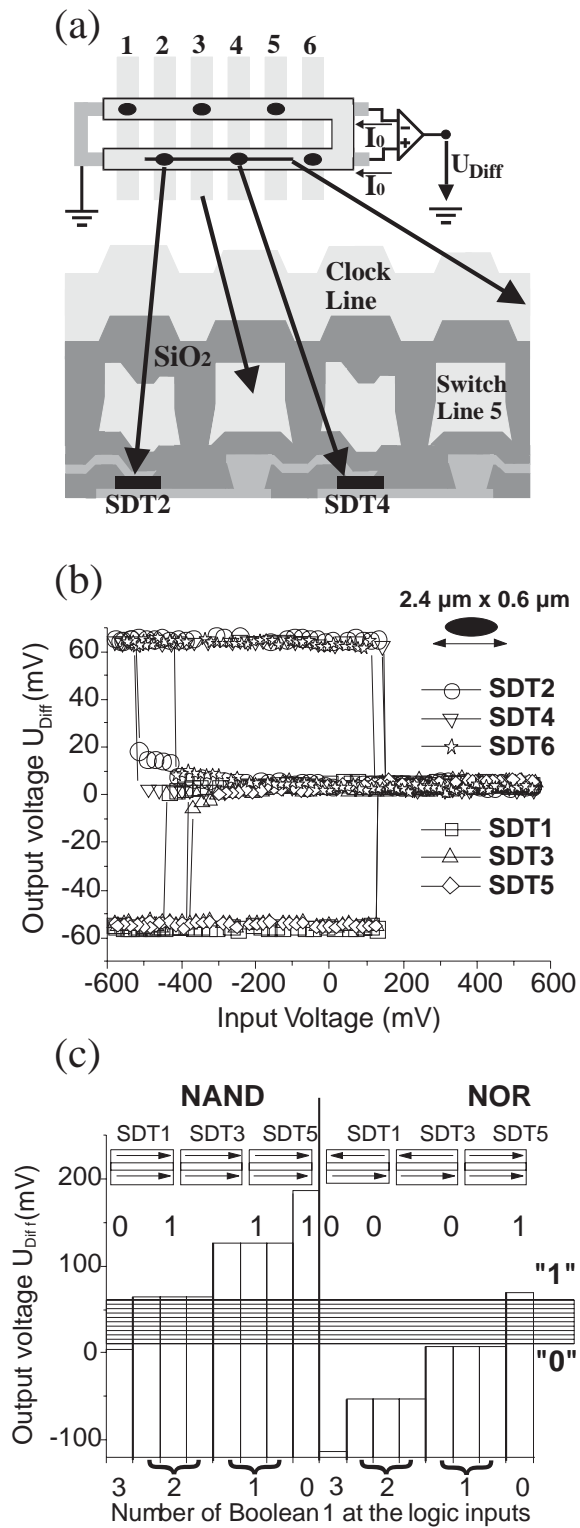 (a)
1 2 3 4 5 6
I0
I0
UDiff
Clock
Line
SiO2
Switch
Line 5
SDT2
SDT4
(b)
2.4 µm x 0.6 µm
Output voltage UDiff (mV)
60
40
20
0
-20
-40
-60
SDT2
SDT4
SDT6
SDT1
SDT3
SDT5
-600 -400 -200 0 200 400 600
Input Voltage (mV)
(c)
NAND NOR
SDT1 SDT3 SDT5 SDT1 SDT3 SDT5
Output voltage UDiff (mV)
200
100
0
-100
0 1 1 1 0 0 0 1
"1"
"0"
3 2 1 0 3 2 1 0
Number of Boolean 1 at the logic inputs